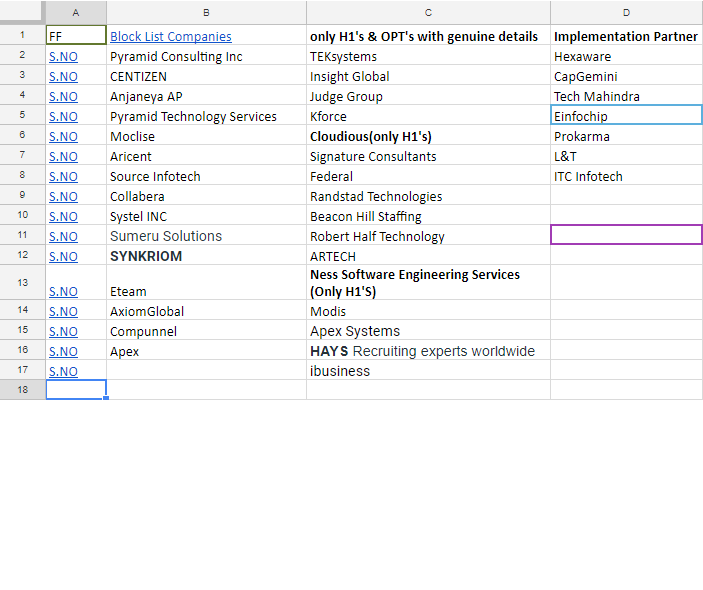 A B C D
1 FF Block List Companies only H1's & OPT's with genuine details Implementation Partner
2 S.NO Pyramid Consulting Inc TEKsystems Hexaware
3 S.NO CENTIZEN Insight Global CapGemini
4 S.NO Anjaneya AP Judge Group Tech Mahindra
5 S.NO Pyramid Technology Services Kforce Einfochip
6 S.NO Moclise Cloudious(only H1's) Prokarma
7 S.NO Aricent Signature Consultants L&T
8 S.NO Source Infotech Federal ITC Infotech
9 S.NO Collabera Randstad Technologies
10 S.NO Systel INC Beacon Hill Staffing
11 S.NO Sumeru Solutions Robert Half Technology
12 S.NO SYNKRIOM ARTECH
Ness Software Engineering Services
13 S.NO Eteam (Only H1'S)
14 S.NO AxiomGlobal Modis
15 S.NO Compunnel Apex Systems
16 S.NO Apex HAYS Recruiting experts worldwide
17 S.NO ibusiness
18